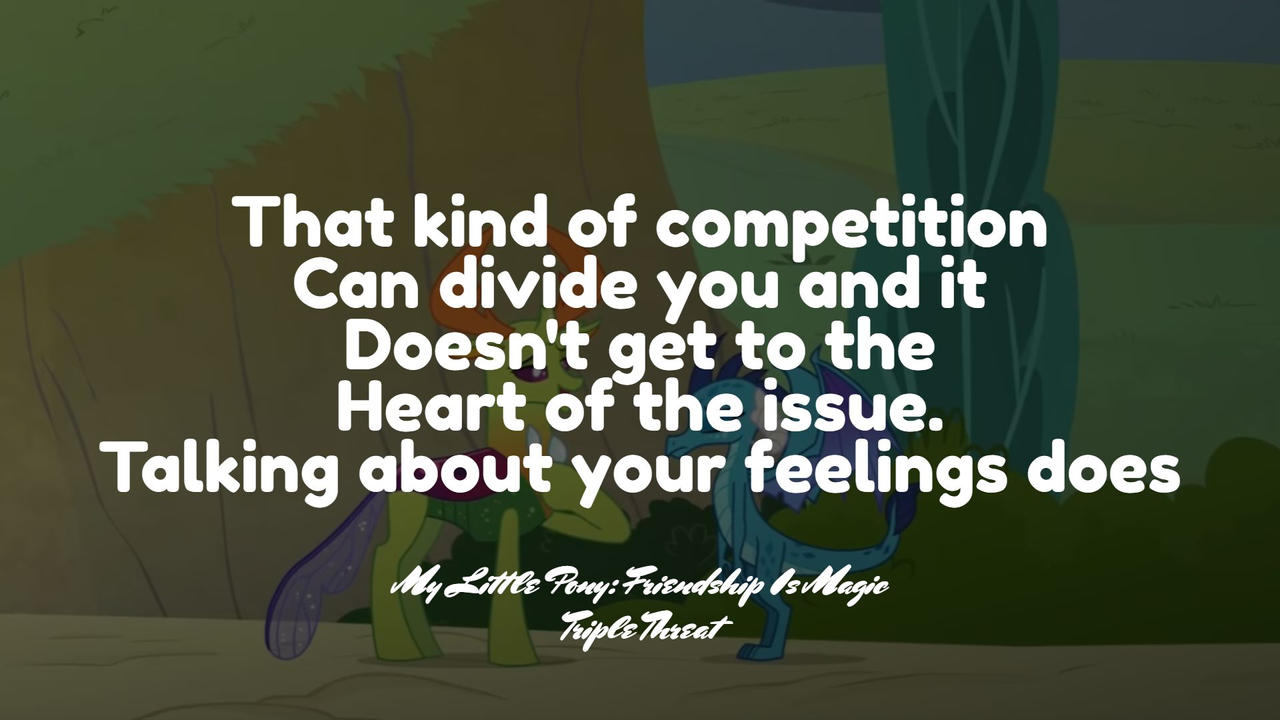 That kind of competition
Can divide you and it
Doesn't get to the
Heart of the issue.
Talking about your feelings does
My Little Pony: Friendship Is Magic
Triple Threat